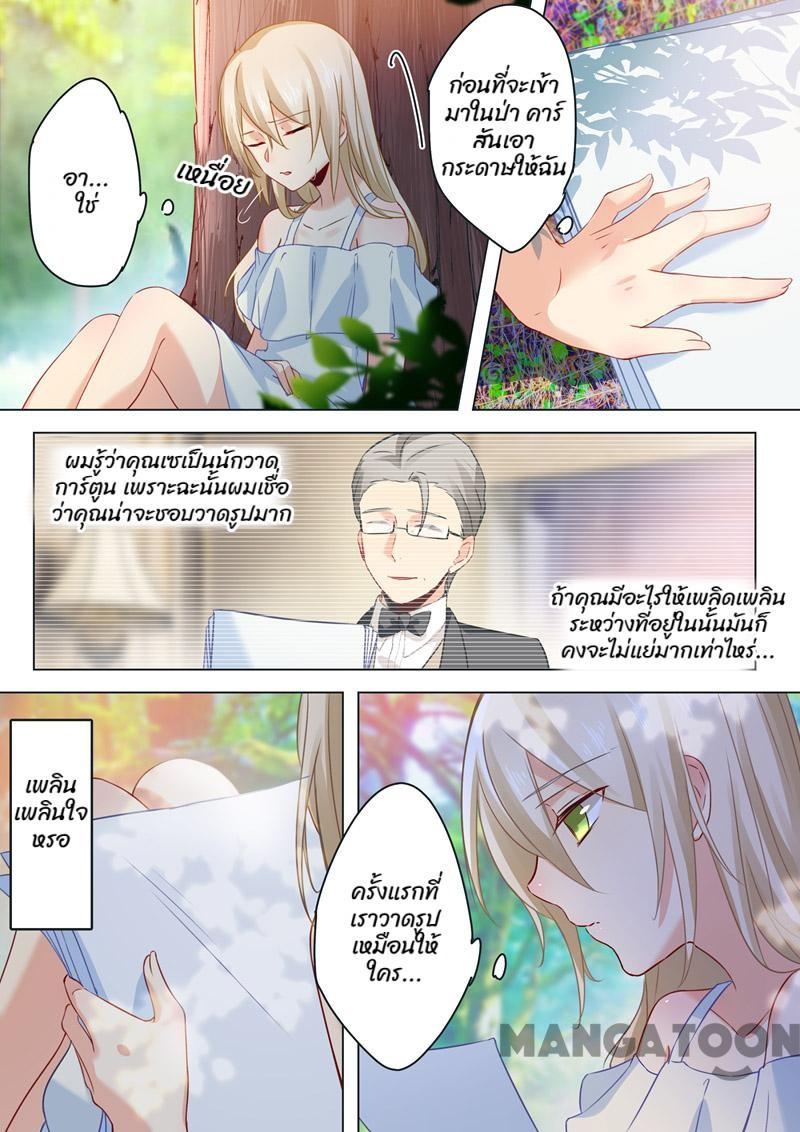 อา...
ใช่
เหนื่อย
ก่อนที่จะเข้า
มาในป่า คาร์
สันเอา
กระดาษให้ฉัน
ผมรู้ว่าคุณเซเป็นนักวาด
การ์ตูน เพราะฉะนั้นผมเชื่อ
ว่าคุณน่าจะชอบวาดรูปมาก
ถ้าคุณมีอะไรให้เพลิดเพลิน
ระหว่างที่อยู่ในนั้นมันก็
คงจะไม่แย่มากเท่าไหร่...
เพลิน
เพลินใจ
หรอ
ครั้งแรกที่
เราวาดรูป
เหมือนให้
ใคร...
MANGATOON